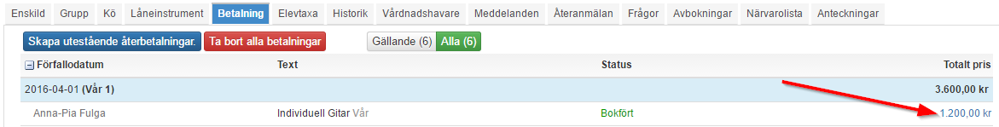 Enskild Grupp Kö Låneinstrument Betalning Elevtaxa Historik Vårdnadshavare Meddelanden Återanmälan Frågor Avbokningar Närvarolista Anteckningar
Skapa utestående återbetalningar. Ta bort alla betalningar Gällande (6) Alla (6)
Förfallodatum Text Status Totalt pris
2016-04-01 (Vår 1) 3.600,00 kr
Anna-Pia Fulga Individuell Gitar Vår Bokfört 1.200,00 kr